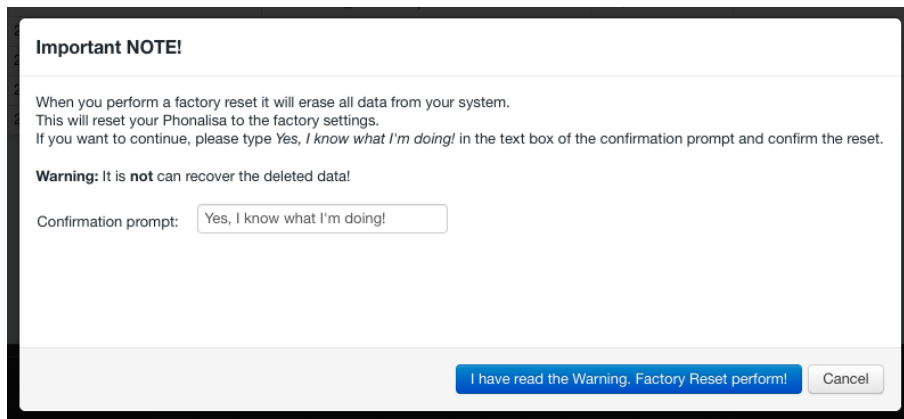 Important NOTE!
When you perform a factory reset it will erase all data from your system.
This will reset your Phonalisa to the factory settings.
If you want to continue, please type Yes, I know what I'm doing! in the text box of the confirmation prompt and confirm the reset.
Warning: It is not can recover the deleted data!
Confirmation prompt: Yes, I know what I'm doing!
I have read the Warning. Factory Reset perform! Cancel